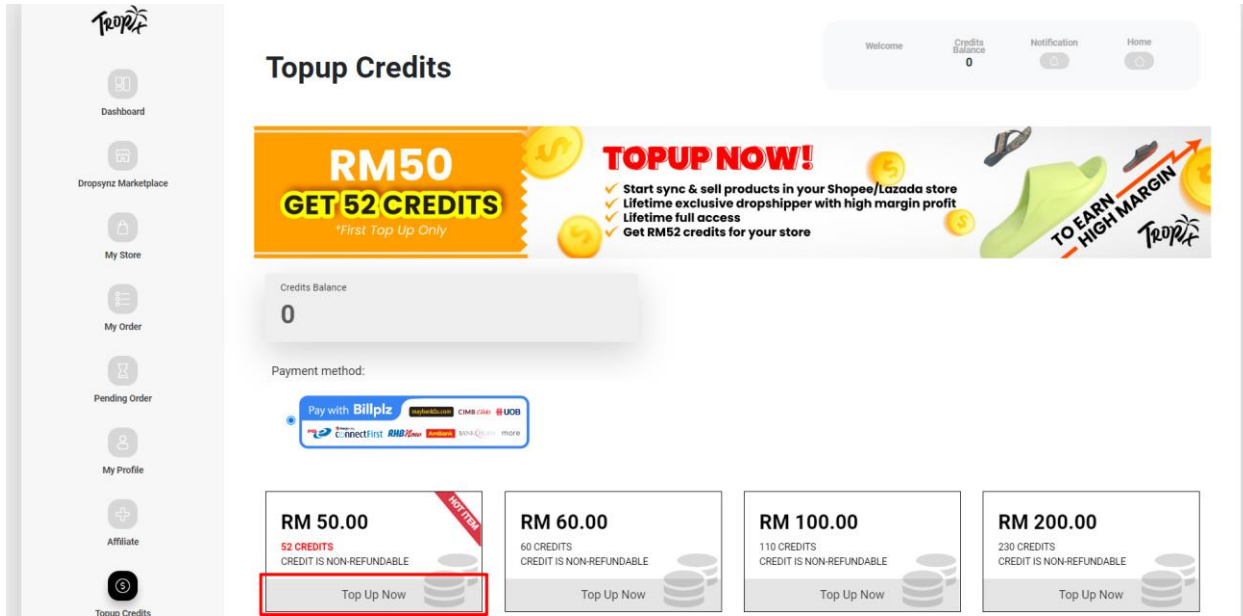 TROPIX
Dashboard
Dropsynz Marketplace
My Store
My Order
Pending Order
My Profile
Affiliate
Topup Credits
Topup Credits
Welcome
Credits Balance
0
Notification
Home
RM50
GET 52 CREDITS
*First Top Up Only
TOPUP NOW!
Start sync & sell products in your Shopee/Lazada store
Lifetime exclusive dropshipper with high margin profit
Lifetime full access
Get RM52 credits for your store
TO EARN
HIGH MARGIN
TROPIX
Credits Balance
0
Payment method:
Pay with Billplz
maybank2u.com CIMB Clicks UOB
connectFirst RHB Now AmBank more
HOT ITEM
RM 50.00
52 CREDITS
CREDIT IS NON-REFUNDABLE
Top Up Now
RM 60.00
60 CREDITS
CREDIT IS NON-REFUNDABLE
Top Up Now
RM 100.00
110 CREDITS
CREDIT IS NON-REFUNDABLE
Top Up Now
RM 200.00
230 CREDITS
CREDIT IS NON-REFUNDABLE
Top Up Now